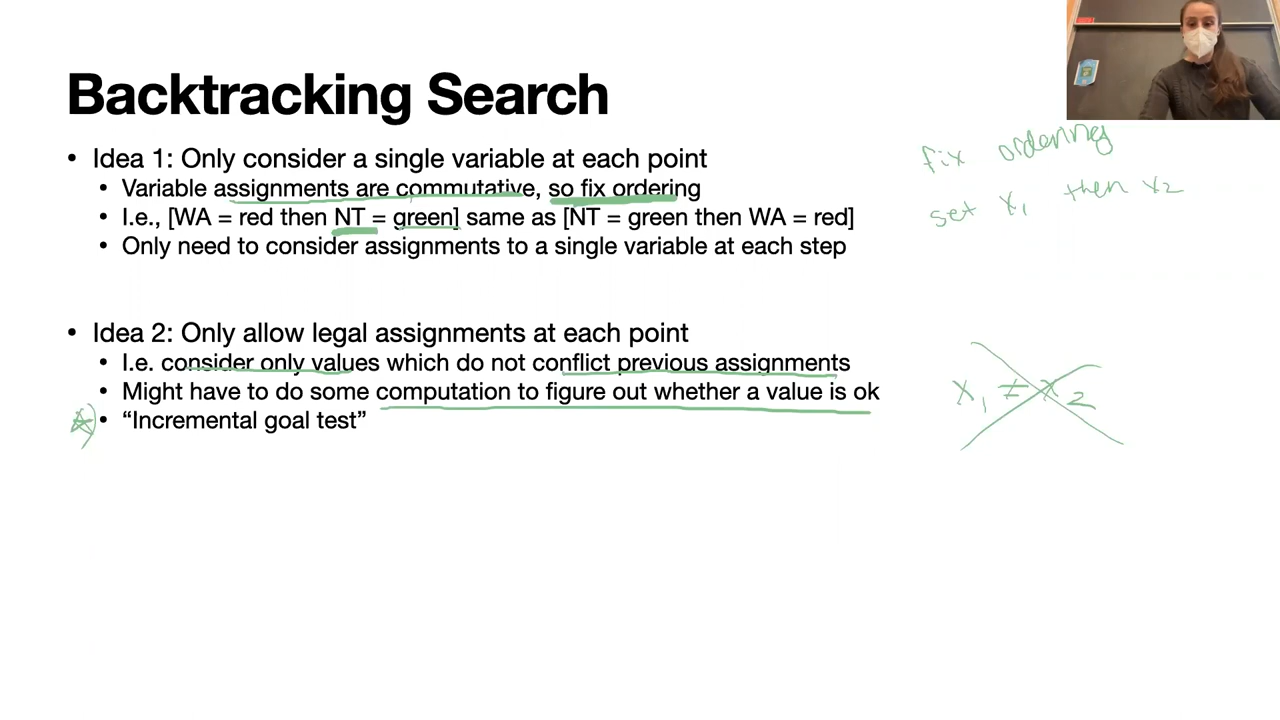 Backtracking Search
• Idea 1: Only consider a single variable at each point
• Variable assignments are commutative, so fix ordering
• I.e., [WA = red then NT = green] same as [NT = green then WA = red]
• Only need to consider assignments to a single variable at each step
fix ordering
set x₁ then x₂
• Idea 2: Only allow legal assignments at each point
• I.e. consider only values which do not conflict previous assignments
• Might have to do some computation to figure out whether a value is ok
• “Incremental goal test”
x₁ ≠ x₂